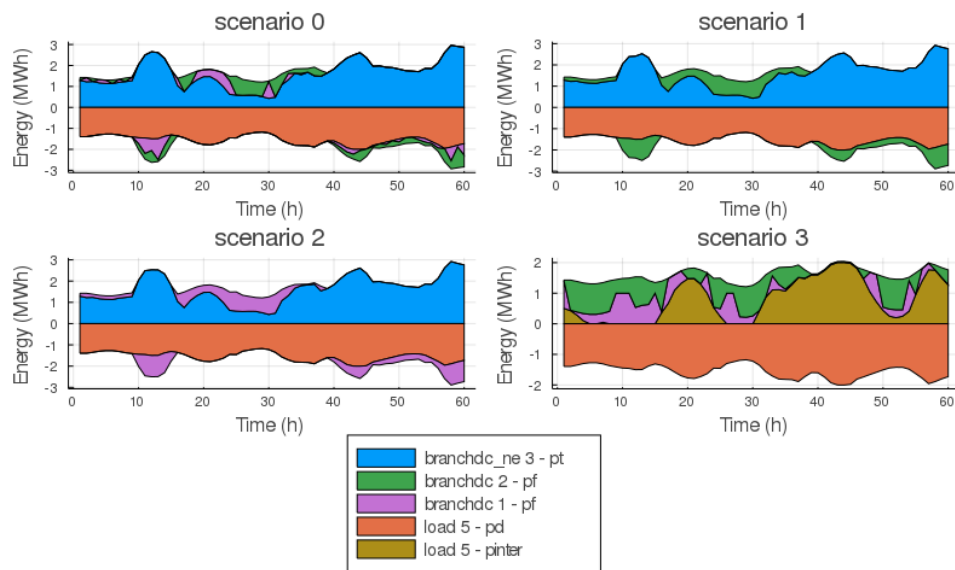 scenario 0
scenario 1
Energy (MWh)
3
2
1
0
-1
-2
-3
0 10 20 30 40 50 60
Time (h)
Energy (MWh)
3
2
1
0
-1
-2
-3
0 10 20 30 40 50 60
Time (h)
scenario 2
scenario 3
Energy (MWh)
3
2
1
0
-1
-2
-3
0 10 20 30 40 50 60
Time (h)
Energy (MWh)
2
1
0
-1
-2
0 10 20 30 40 50 60
Time (h)
branchdc_ne 3 - pt
branchdc 2 - pf
branchdc 1 - pf
load 5 - pd
load 5 - pinter